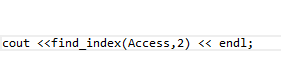 cout <<find_index(Access,2) << endl;